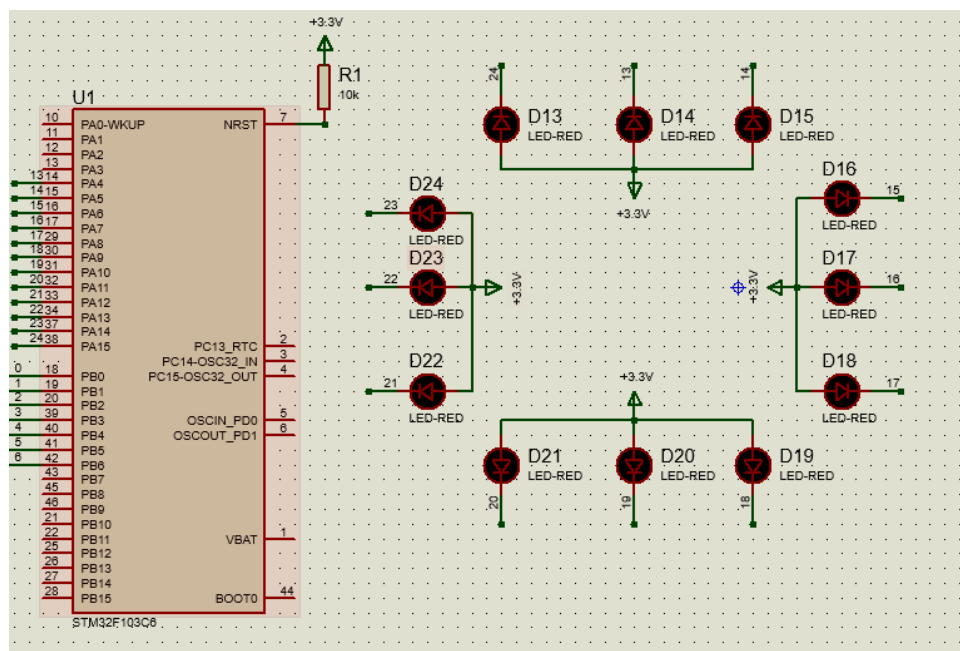 +3.3V
R1
10k
U1
10 PA0-WKUP NRST 7
11 PA1
12 PA2
13 PA3
13 14 PA4
14 15 PA5
15 16 PA6
16 17 PA7
17 29 PA8
18 30 PA9
19 31 PA10
20 32 PA11
21 33 PA12
22 34 PA13
23 37 PA14
24 38 PA15
PC13_RTC 2
PC14-OSC32_IN 3
PC15-OSC32_OUT 4
0 18 PB0
1 19 PB1
2 20 PB2
3 39 PB3
4 40 PB4
5 41 PB5
6 42 PB6
43 PB7
45 PB8
46 PB9
21 PB10
22 PB11
25 PB12
26 PB13
27 PB14
28 PB15
OSCIN_PD0 5
OSCOUT_PD1 6
VBAT 1
BOOT0 44
STM32F103C6
24
D13
LED-RED
13
D14
LED-RED
14
D15
LED-RED
+3.3V
D24
23
LED-RED
D23
22
LED-RED
D22
21
LED-RED
+3.3V
D16
15
LED-RED
D17
16
LED-RED
D18
17
LED-RED
+3.3V
+3.3V
D21
LED-RED
20
D20
LED-RED
19
D19
LED-RED
18